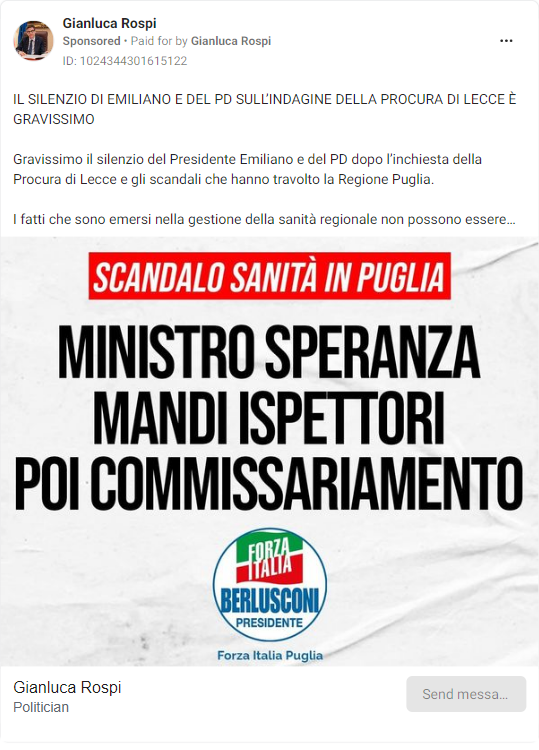 Gianluca Rospi
Sponsored • Paid for by Gianluca Rospi
ID: 1024344301615122
IL SILENZIO DI EMILIANO E DEL PD SULL'INDAGINE DELLA PROCURA DI LECCE È
GRAVISSIMO
Gravissimo il silenzio del Presidente Emiliano e del PD dopo l'inchiesta della
Procura di Lecce e gli scandali che hanno travolto la Regione Puglia.
I fatti che sono emersi nella gestione della sanità regionale non possono essere...
SCANDALO SANITÀ IN PUGLIA
MINISTRO SPERANZA
MANDI ISPETTORI
POI COMMISSARIAMENTO
FORZA
ITALIA
BERLUSCONI
PRESIDENTE
Forza Italia Puglia
Gianluca Rospi
Politician
Send messa...